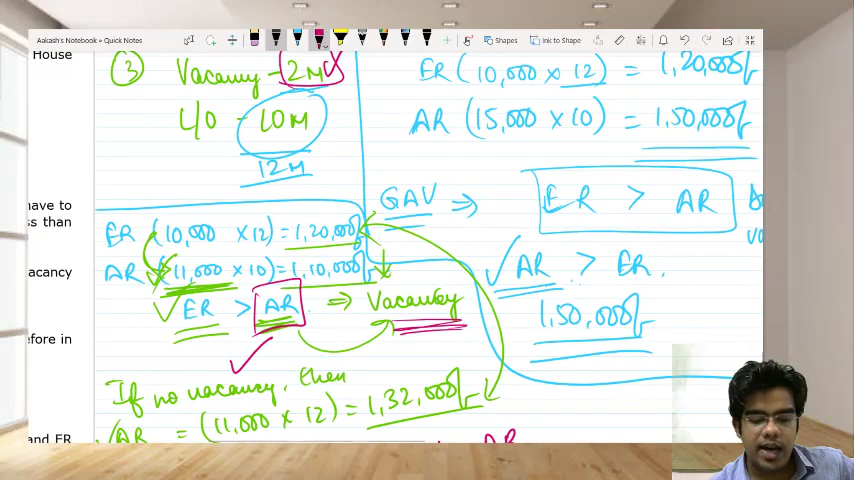 Aakash's Notebook » Quick Notes
Shapes
Ink to Shape
House
have to
ss than
acancy
efore in
and ER
③ Vacancy - 2M
L/O - 10M
12M
ER (10,000 × 12) = 1,20,000/-
AR (11,000 × 10) = 1,10,000/-
ER > AR. ⇒ Vacancy
If no vacancy, then
AR = (11,000 × 12) = 1,32,000/-
AR
ER (10,000 × 12) = 1,20,000/-
AR (15,000 × 10) = 1,50,000/-
GAV ⇒ ER > AR
AR > ER.
1,50,000/-